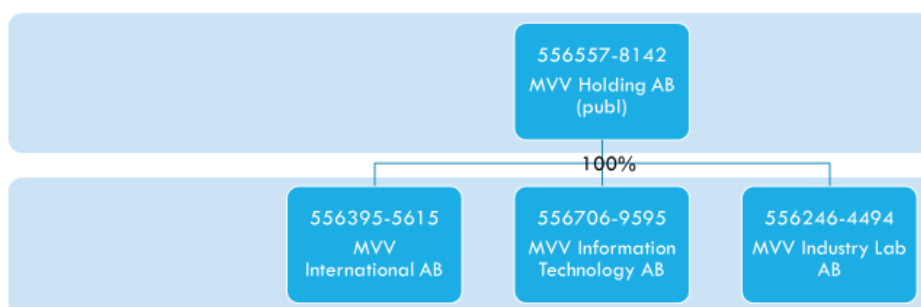 556557-8142
MVV Holding AB
(publ)
100%
556395-5615
MVV
International AB
556706-9595
MVV Information
Technology AB
556246-4494
MVV Industry Lab
AB